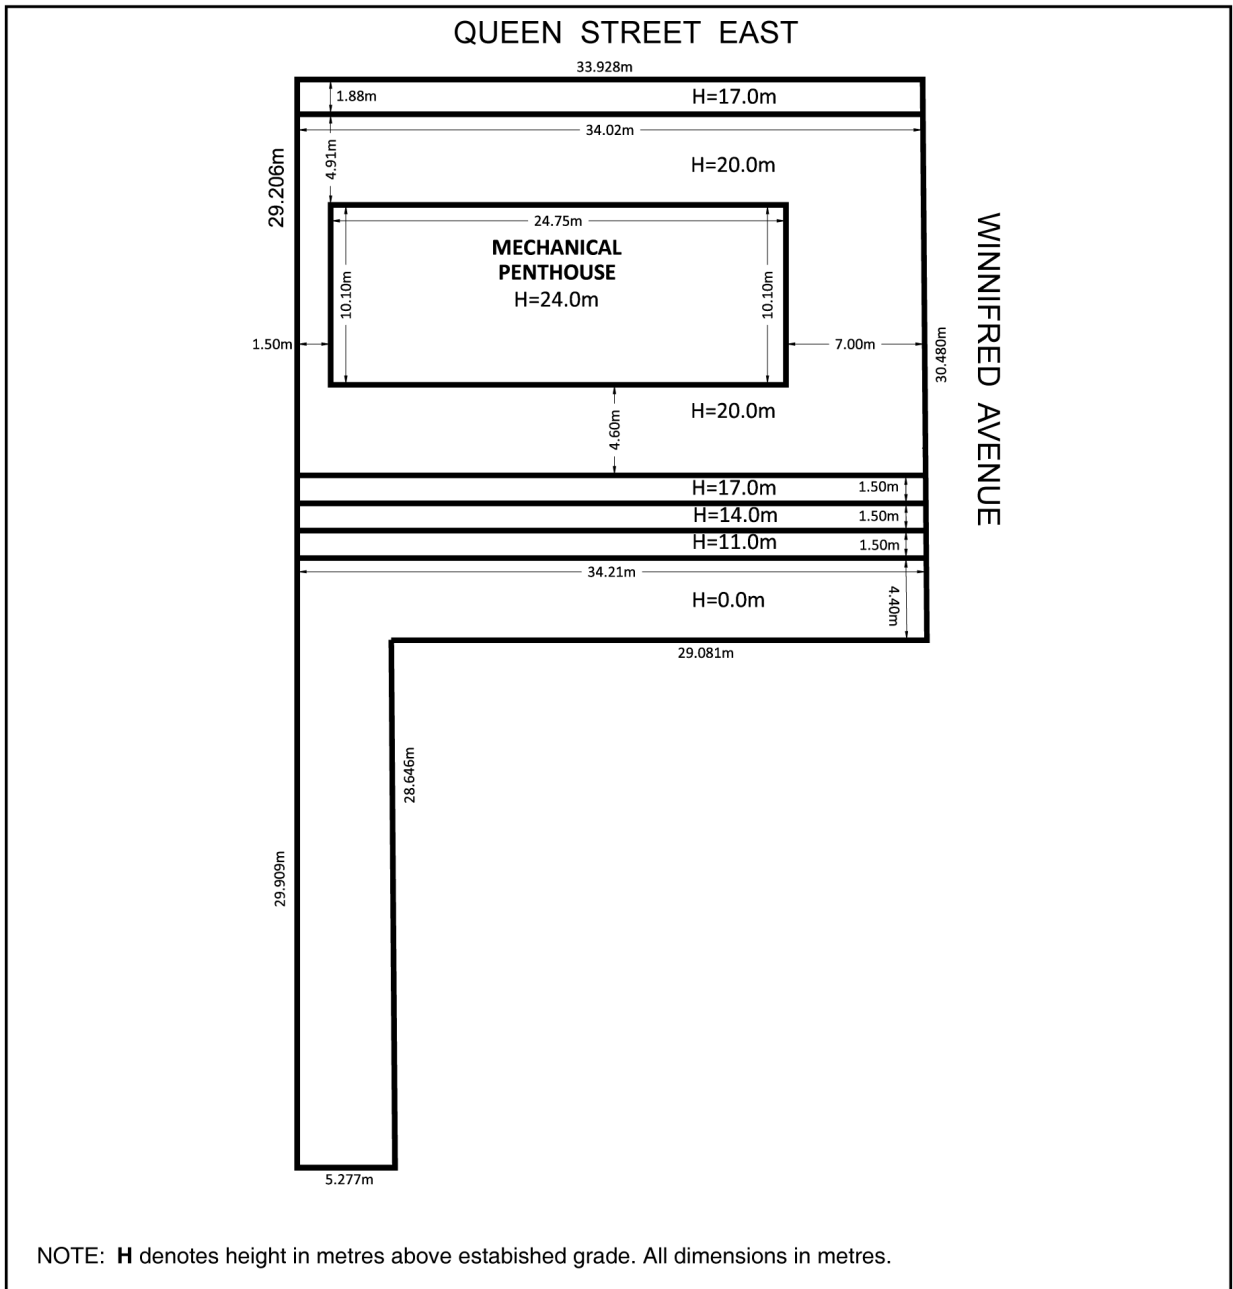 QUEEN STREET EAST
33.928m
1.88m
H=17.0m
34.02m
4.91m
H=20.0m
29.206m
24.75m
MECHANICAL
PENTHOUSE
H=24.0m
10.10m
10.10m
WINNIFRED AVENUE
1.50m
7.00m
30.480m
H=20.0m
4.60m
H=17.0m
1.50m
H=14.0m
1.50m
H=11.0m
1.50m
34.21m
H=0.0m
4.40m
29.081m
28.646m
29.909m
5.277m
NOTE: H denotes height in metres above estabished grade. All dimensions in metres.